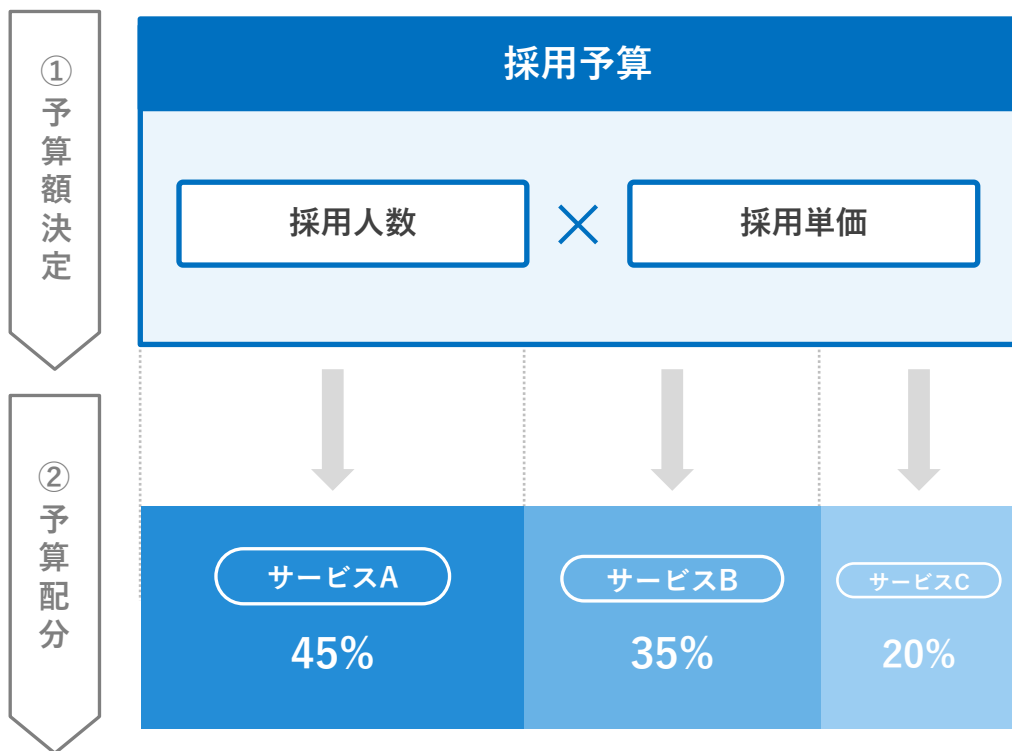 ①予算額決定
採用予算
採用人数 × 採用単価
②予算配分
サービスA
サービスB
サービスC
45%
35%
20%